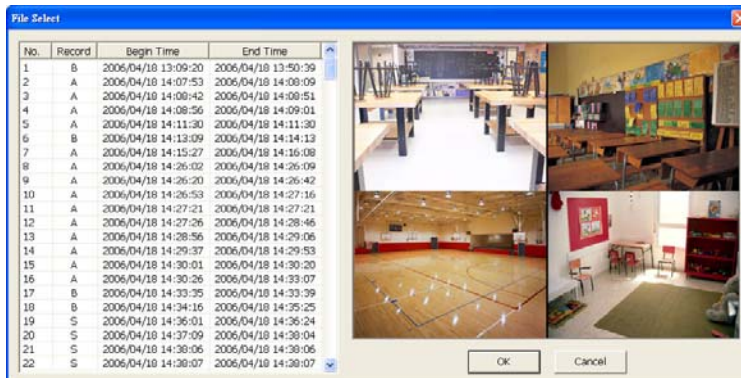 File Select
No. Record Begin Time End Time
1 B 2006/04/18 13:09:20 2006/04/18 13:50:39
2 A 2006/04/18 14:07:53 2006/04/18 14:08:09
3 A 2006/04/18 14:08:42 2006/04/18 14:08:51
4 A 2006/04/18 14:08:56 2006/04/18 14:09:01
5 A 2006/04/18 14:11:30 2006/04/18 14:11:30
6 B 2006/04/18 14:13:09 2006/04/18 14:14:13
7 A 2006/04/18 14:15:27 2006/04/18 14:16:08
8 A 2006/04/18 14:26:02 2006/04/18 14:26:09
9 A 2006/04/18 14:26:20 2006/04/18 14:26:42
10 A 2006/04/18 14:26:53 2006/04/18 14:27:16
11 A 2006/04/18 14:27:21 2006/04/18 14:27:21
12 A 2006/04/18 14:27:26 2006/04/18 14:28:46
13 A 2006/04/18 14:28:56 2006/04/18 14:29:06
14 A 2006/04/18 14:29:37 2006/04/18 14:29:53
15 A 2006/04/18 14:30:01 2006/04/18 14:30:20
16 A 2006/04/18 14:30:26 2006/04/18 14:33:07
17 B 2006/04/18 14:33:35 2006/04/18 14:33:39
18 B 2006/04/18 14:34:16 2006/04/18 14:35:25
19 S 2006/04/18 14:36:01 2006/04/18 14:36:24
20 S 2006/04/18 14:37:09 2006/04/18 14:38:04
21 S 2006/04/18 14:38:06 2006/04/18 14:38:06
22 S 2006/04/18 14:38:07 2006/04/18 14:38:07
OK Cancel